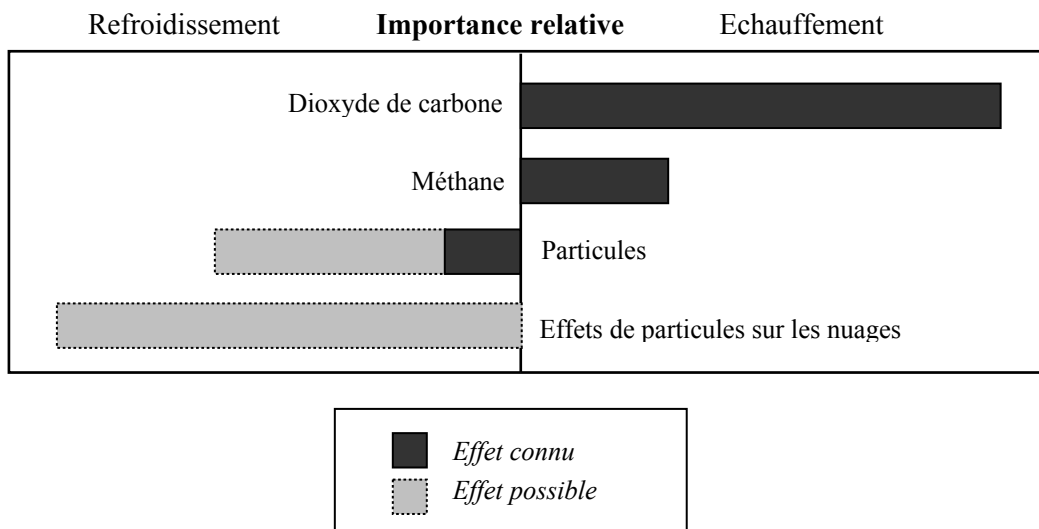 Refroidissement Importance relative Echauffement
Dioxyde de carbone
Méthane
Particules
Effets de particules sur les nuages
Effet connu
Effet possible